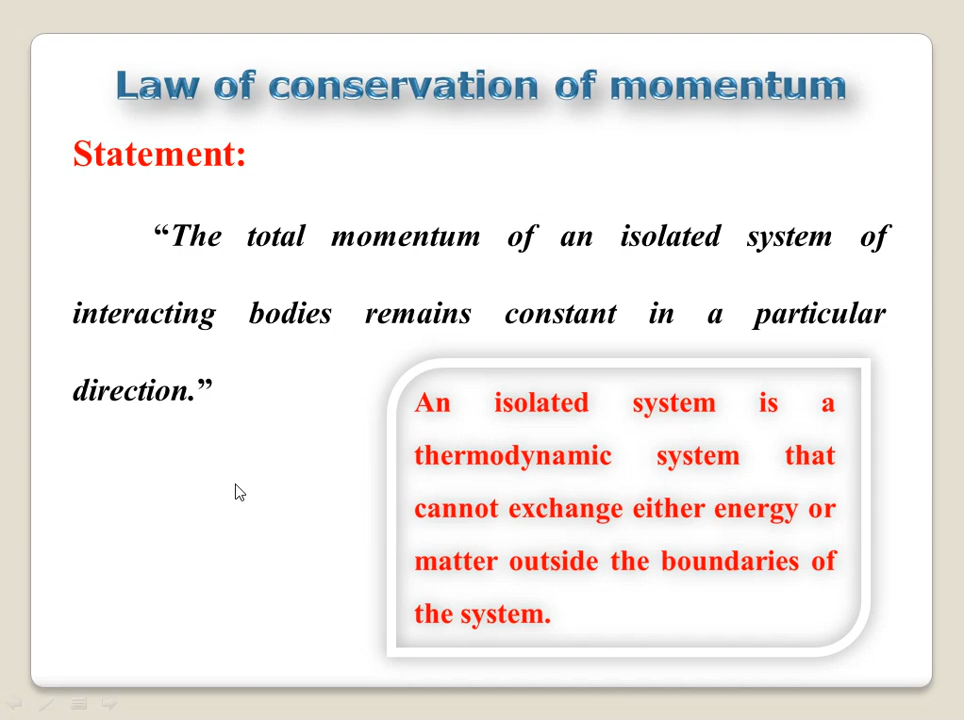 Law of conservation of momentum
Statement:
“The total momentum of an isolated system of
interacting bodies remains constant in a particular
direction.”
An isolated system is a
thermodynamic system that
cannot exchange either energy or
matter outside the boundaries of
the system.